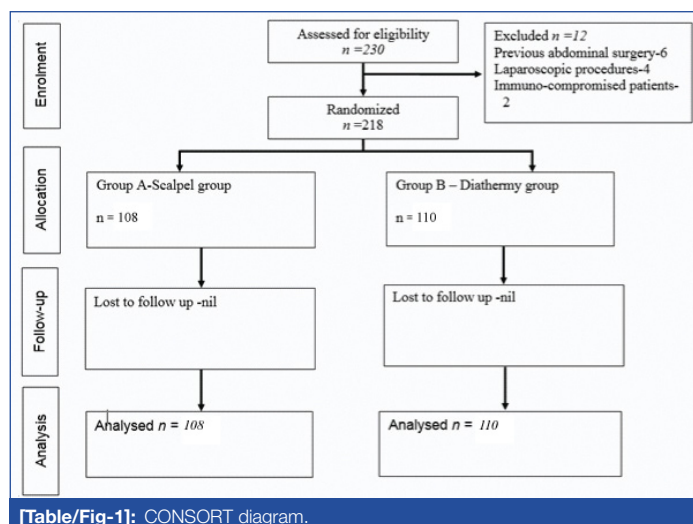 Enrolment
Assessed for eligibility
n =230
Excluded n =12
Previous abdominal surgery-6
Laparoscopic procedures-4
Immuno-compromised patients-
2
Randomized
n =218
Allocation
Group A-Scalpel group
n = 108
Group B – Diathermy group
n = 110
Follow-up
Lost to follow up -nil
Lost to follow up -nil
Analysis
Analysed n = 108
Analysed n = 110
[Table/Fig-1]: CONSORT diagram.